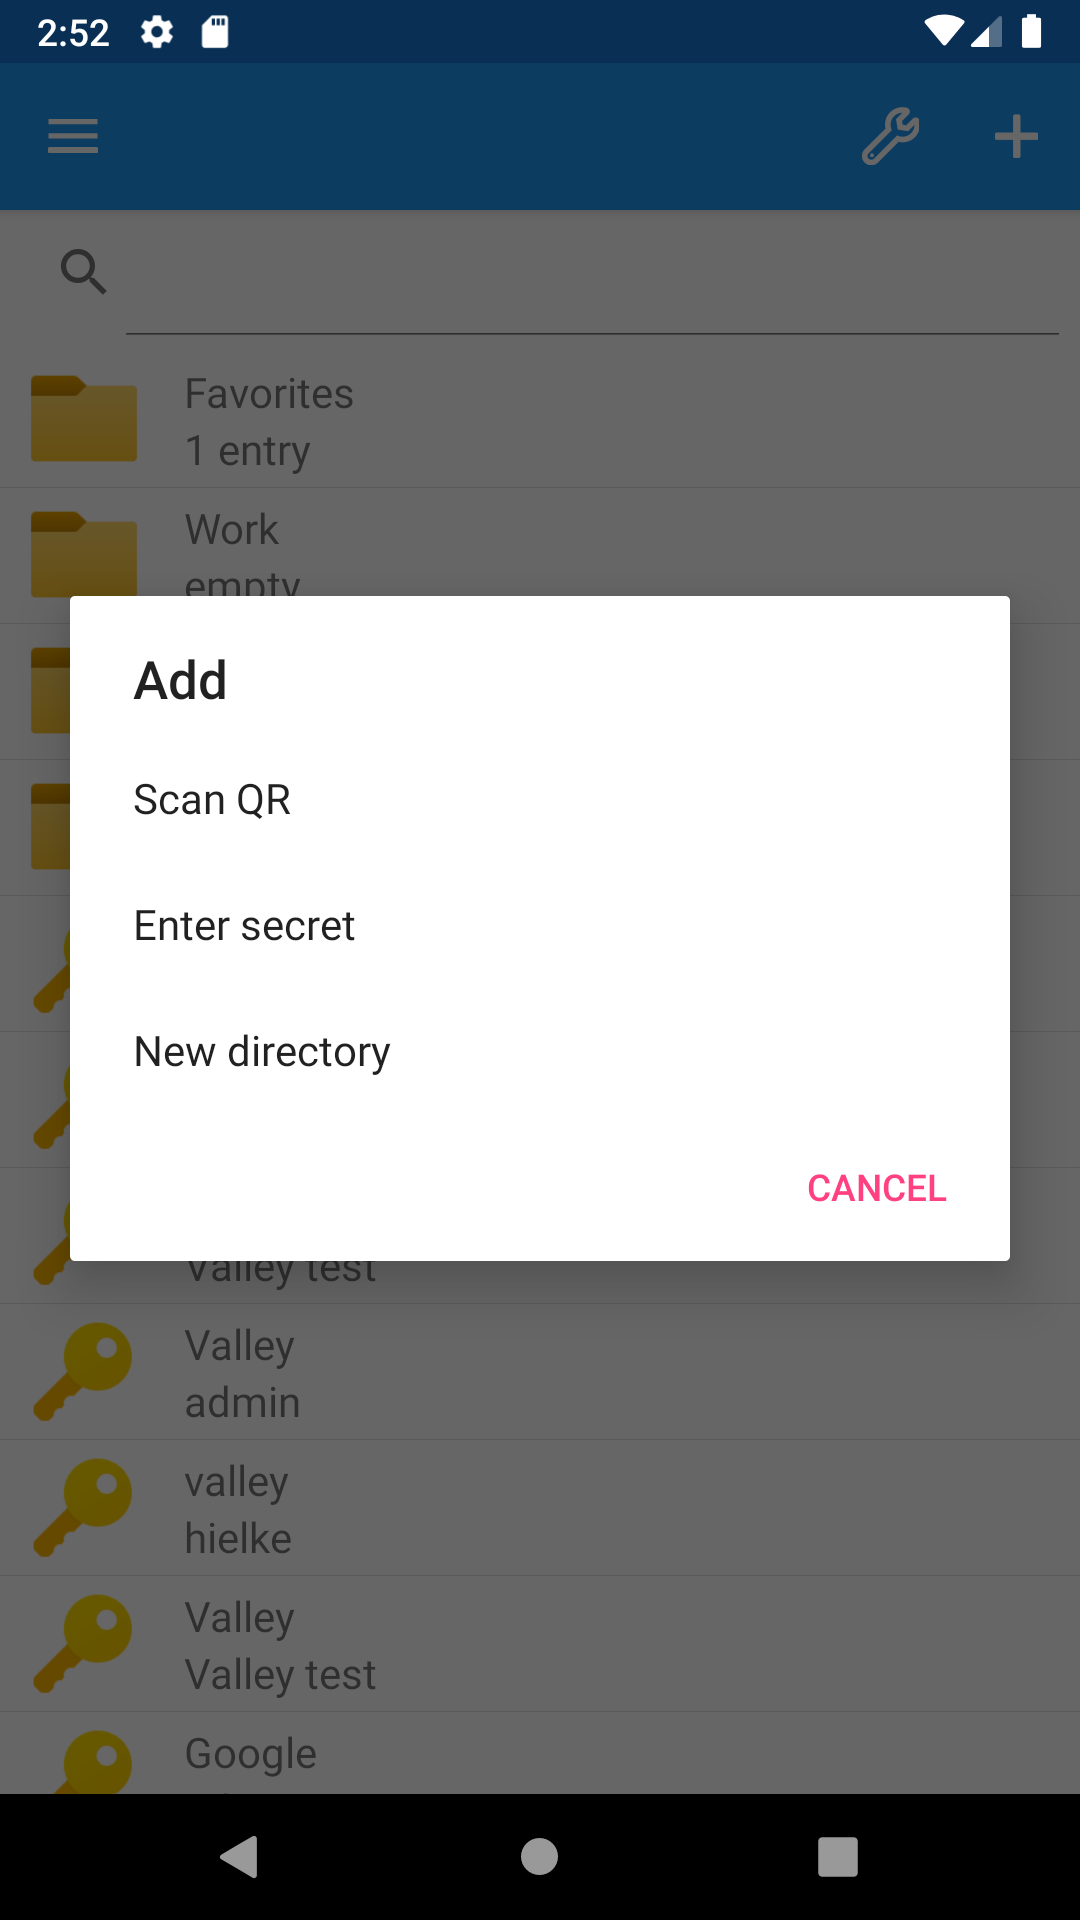 2:52
Favorites
1 entry
Work
empty
Add
Scan QR
Enter secret
New directory
CANCEL
Valley test
Valley
admin
valley
hielke
Valley
Valley test
Google